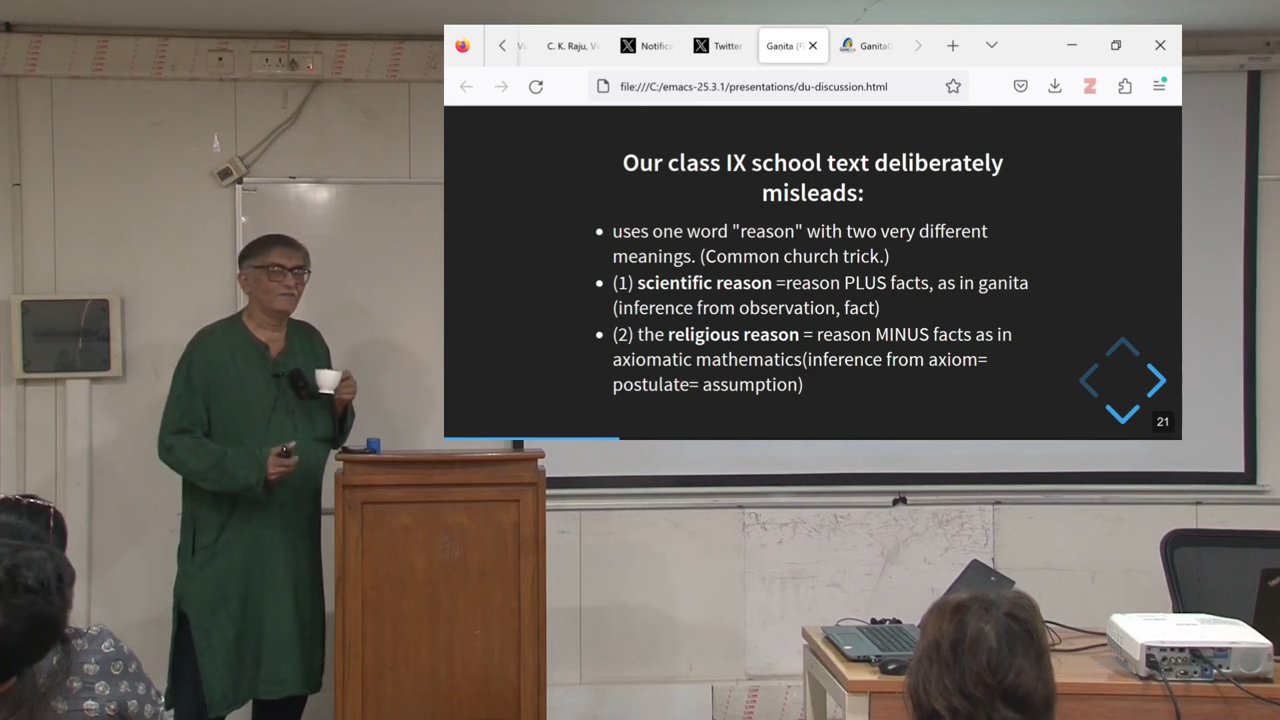 C. K. Raju, Vi
Notific
Twitter
Gaṇita (
Ganita
file:///C:/emacs-25.3.1/presentations/du-discussion.html
Our class IX school text deliberately
misleads:
uses one word "reason" with two very different
meanings. (Common church trick.)
(1) scientific reason =reason PLUS facts, as in ganita
(inference from observation, fact)
(2) the religious reason = reason MINUS facts as in
axiomatic mathematics(inference from axiom=
postulate= assumption)
21